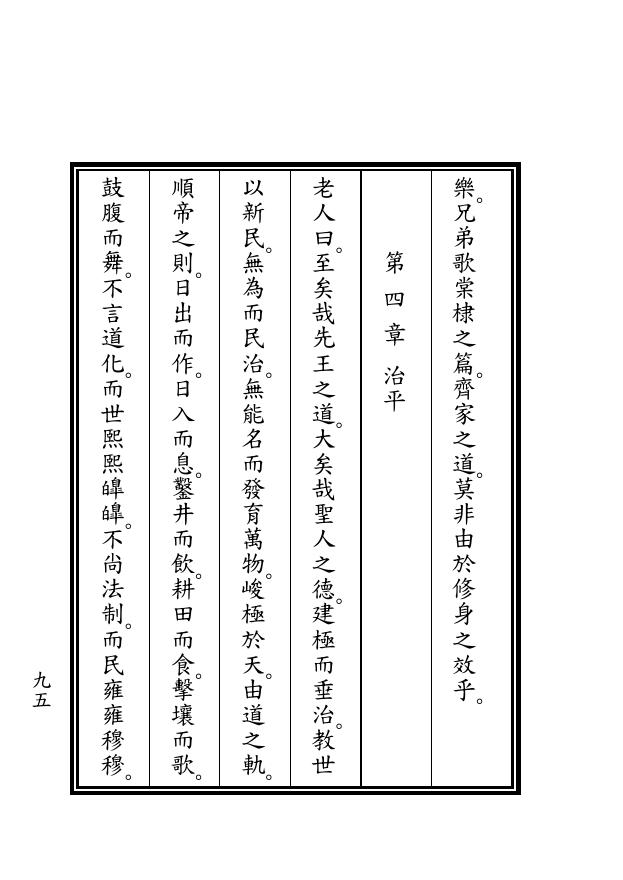 樂。兄弟歌棠棣之篇。齊家之道。莫非由於修身之效乎。
第四章 治平
老人曰。至矣哉先王之道。大矣哉聖人之德。建極而垂治。教世
以新民。無為而民治。無能名而發育萬物。峻極於天。由道之軌。
順帝之則。日出而作。日入而息。鑿井而飲。耕田而食。擊壤而歌。
鼓腹而舞。不言道化。而世熙熙皡皡。不尚法制。而民雍雍穆穆。
九五